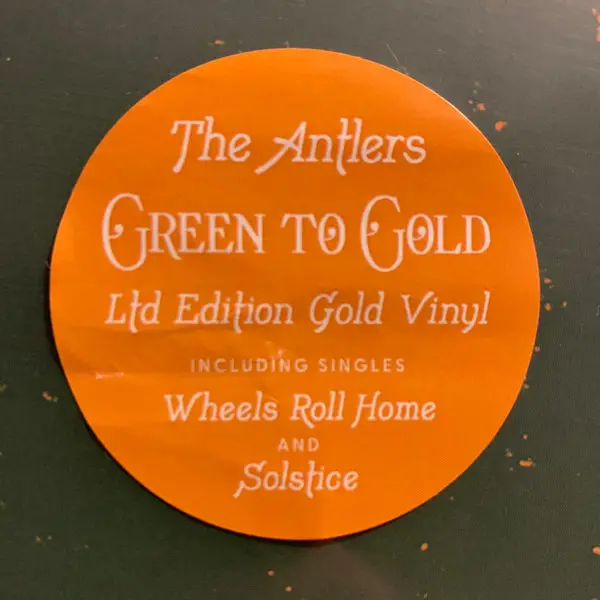 The Antlers
GREEN TO GOLD
Ltd Edition Gold Vinyl
INCLUDING SINGLES
Wheels Roll Home
AND
Solstice